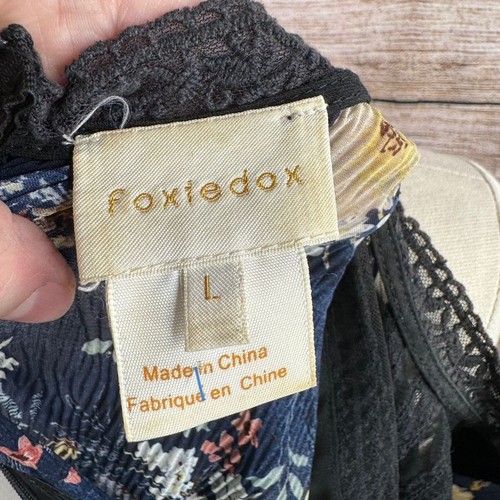 foxiedox
L
Made in China
Fabriqué en Chine